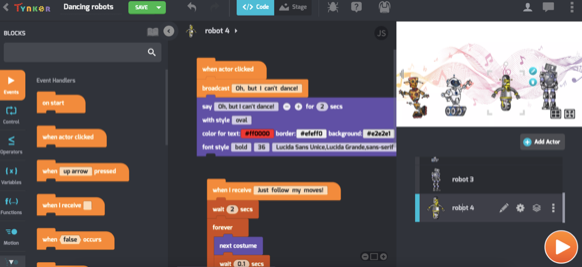 Tynker
Dancing robots
SAVE
</> Code
Stage
BLOCKS
robot 4
JS
Events
Control
Operators
Variables
Functions
Motion
Event Handlers
on start
when actor clicked
when up arrow pressed
when I receive
when false occurs
when actor clicked
broadcast Oh, but I can't dance!
say Oh, but I can't dance! for 2 secs
with style oval
color for text: #ff0000 border: #efeff0 background: #e2e2e1
font style bold 36 Lucida Sans Unicode,Lucida Grande,sans-serif
when I receive Just follow my moves!
wait 2 secs
forever
next costume
wait 0.1 secs
Add Actor
robot 3
robot 4